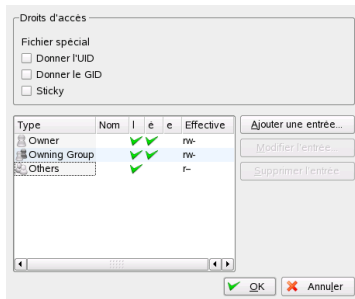 Droits d'accès
Fichier spécial
Donner l'UID
Donner le GID
Sticky
Type Nom l é e Effective
Owner rw-
Owning Group rw-
Others r--
Ajouter une entrée...
Modifier l'entrée...
Supprimer l'entrée
OK Annuler